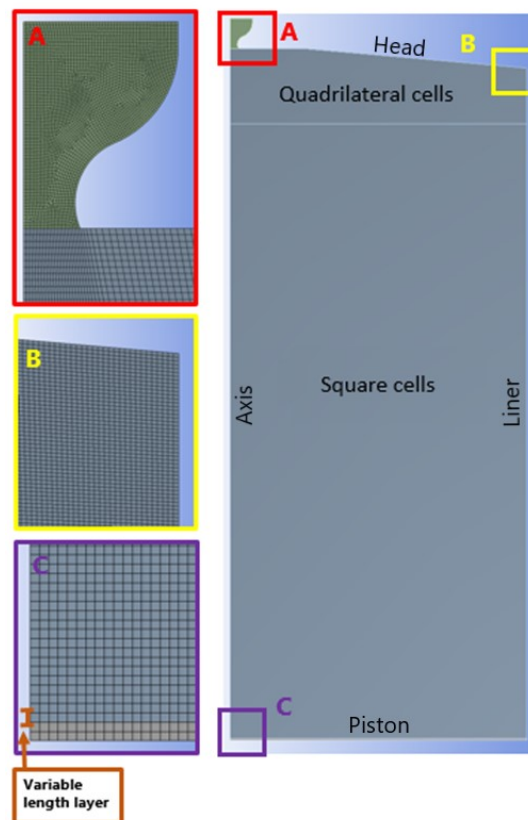 A
A
Head
B
Quadrilateral cells
B
Axis
Square cells
Liner
C
C
Piston
Variable
length layer